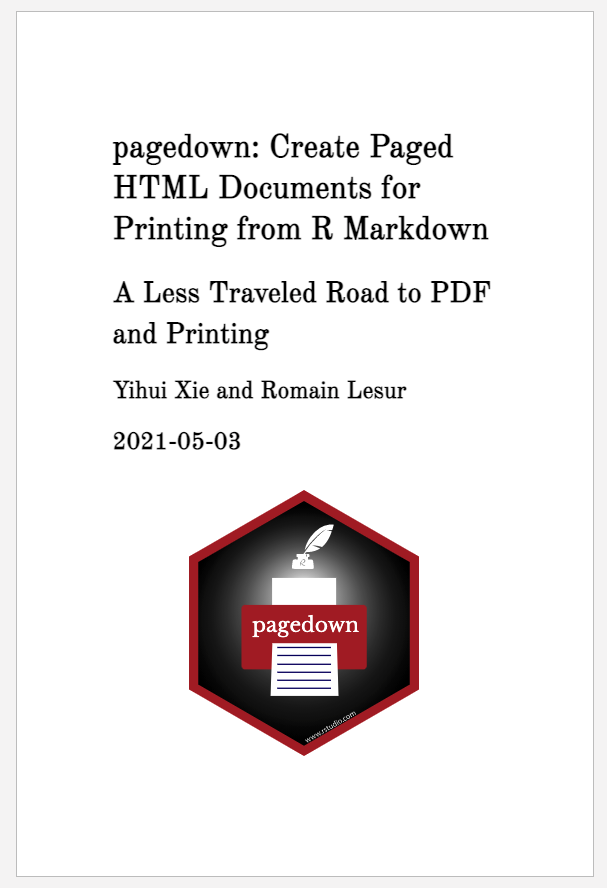 pagedown: Create Paged
HTML Documents for
Printing from R Markdown
A Less Traveled Road to PDF
and Printing
Yihui Xie and Romain Lesur
2021-05-03
R
pagedown
www.rstudio.com